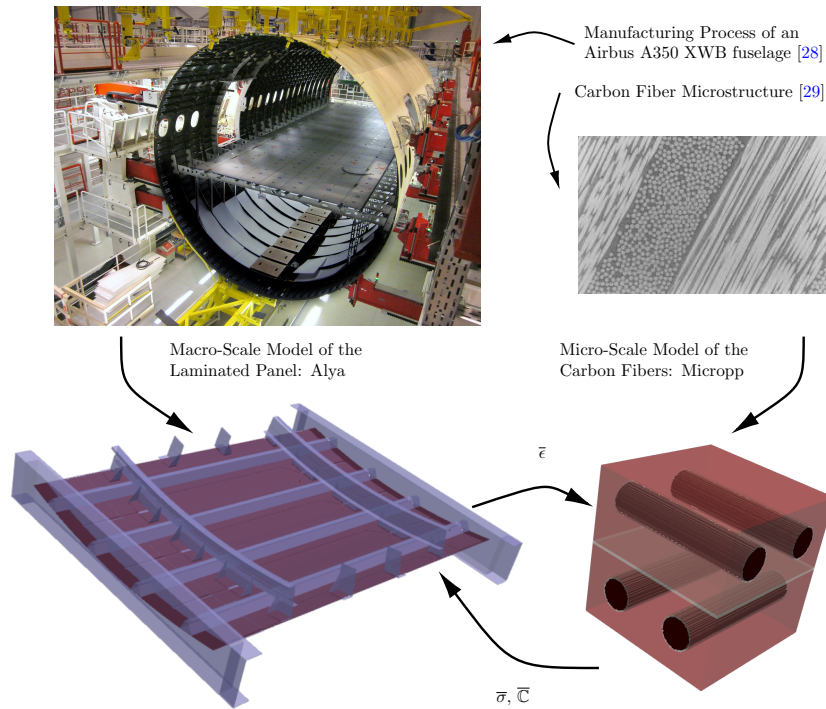 Manufacturing Process of an
Airbus A350 XWB fuselage [28]
Carbon Fiber Microstructure [29]
Macro-Scale Model of the
Laminated Panel: Alya
Micro-Scale Model of the
Carbon Fibers: Micropp
ϵ̅
σ̅, ℂ̅